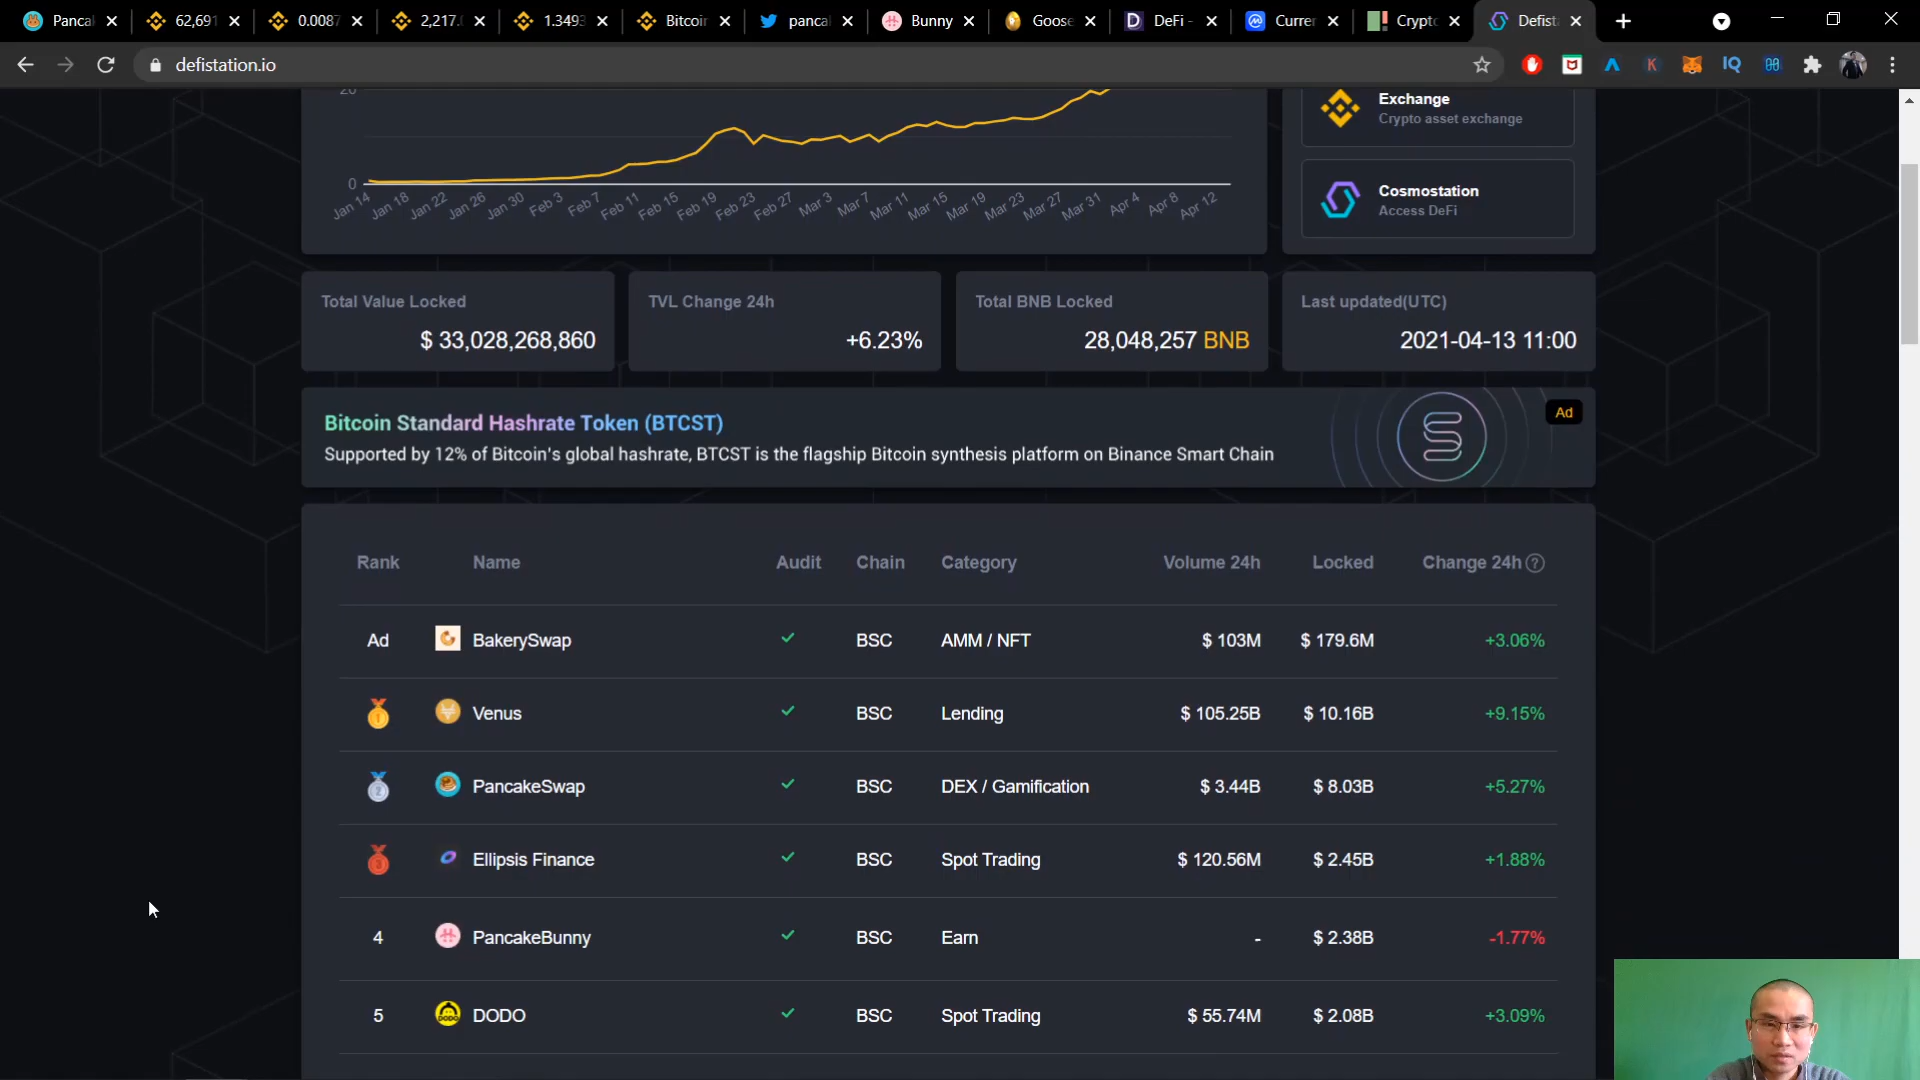 Panca
62,691
0.0087
2,217.
1.3493
Bitcoin
panca
Bunny
Goose
DeFi -
Curre
Crypto
Defista
defistation.io
20
0
Jan 14 Jan 18 Jan 22 Jan 26 Jan 30 Feb 3 Feb 7 Feb 11 Feb 15 Feb 19 Feb 23 Feb 27 Mar 3 Mar 7 Mar 11 Mar 15 Mar 19 Mar 23 Mar 27 Mar 31 Apr 4 Apr 8 Apr 12
Exchange
Crypto asset exchange
Cosmostation
Access DeFi
Total Value Locked
$ 33,028,268,860
TVL Change 24h
+6.23%
Total BNB Locked
28,048,257 BNB
Last updated(UTC)
2021-04-13 11:00
Bitcoin Standard Hashrate Token (BTCST)
Supported by 12% of Bitcoin's global hashrate, BTCST is the flagship Bitcoin synthesis platform on Binance Smart Chain
Ad
Rank Name Audit Chain Category Volume 24h Locked Change 24h ?
Ad BakerySwap BSC AMM / NFT $ 103M $ 179.6M +3.06%
1 Venus BSC Lending $ 105.25B $ 10.16B +9.15%
2 PancakeSwap BSC DEX / Gamification $ 3.44B $ 8.03B +5.27%
3 Ellipsis Finance BSC Spot Trading $ 120.56M $ 2.45B +1.88%
4 PancakeBunny BSC Earn - $ 2.38B -1.77%
5 DODO BSC Spot Trading $ 55.74M $ 2.08B +3.09%